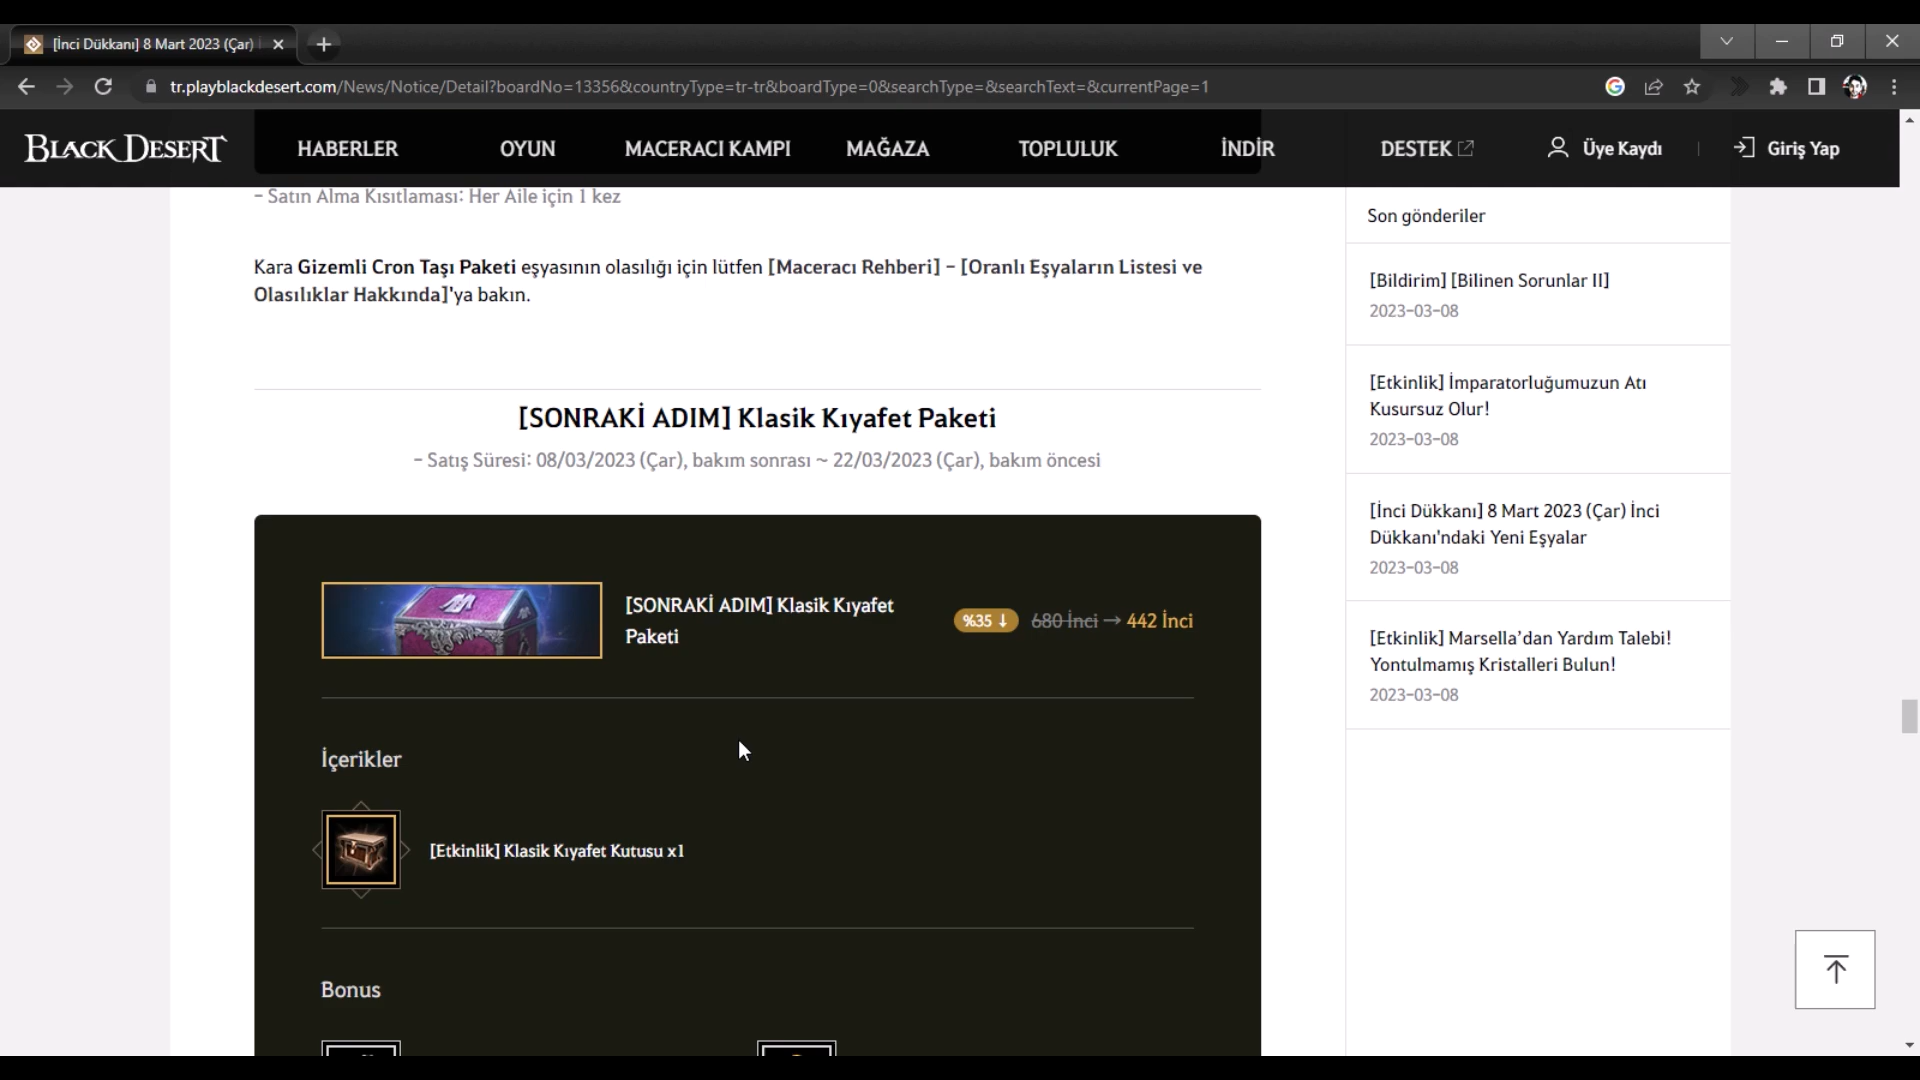 [İnci Dükkanı] 8 Mart 2023 (Çar)
tr.playblackdesert.com/News/Notice/Detail?boardNo=13356&countryType=tr-tr&boardType=0&searchType=&searchText=&currentPage=1
BLACK DESERT
HABERLER
OYUN
MACERACI KAMPI
MAĞAZA
TOPLULUK
İNDİR
DESTEK
Üye Kaydı
Giriş Yap
- Satın Alma Kısıtlaması: Her Aile için 1 kez
Kara Gizemli Cron Taşı Paketi eşyasının olasılığı için lütfen [Maceracı Rehberi] - [Oranlı Eşyaların Listesi ve
Olasılıklar Hakkında]'ya bakın.
[SONRAKİ ADIM] Klasik Kıyafet Paketi
- Satış Süresi: 08/03/2023 (Çar), bakım sonrası ~ 22/03/2023 (Çar), bakım öncesi
[SONRAKİ ADIM] Klasik Kıyafet
Paketi
%35 ↓ 680 İnci → 442 İnci
İçerikler
[Etkinlik] Klasik Kıyafet Kutusu x1
Bonus
Son gönderiler
[Bildirim] [Bilinen Sorunlar II]
2023-03-08
[Etkinlik] İmparatorluğumuzun Atı
Kusursuz Olur!
2023-03-08
[İnci Dükkanı] 8 Mart 2023 (Çar) İnci
Dükkanı'ndaki Yeni Eşyalar
2023-03-08
[Etkinlik] Marsella’dan Yardım Talebi!
Yontulmamış Kristalleri Bulun!
2023-03-08